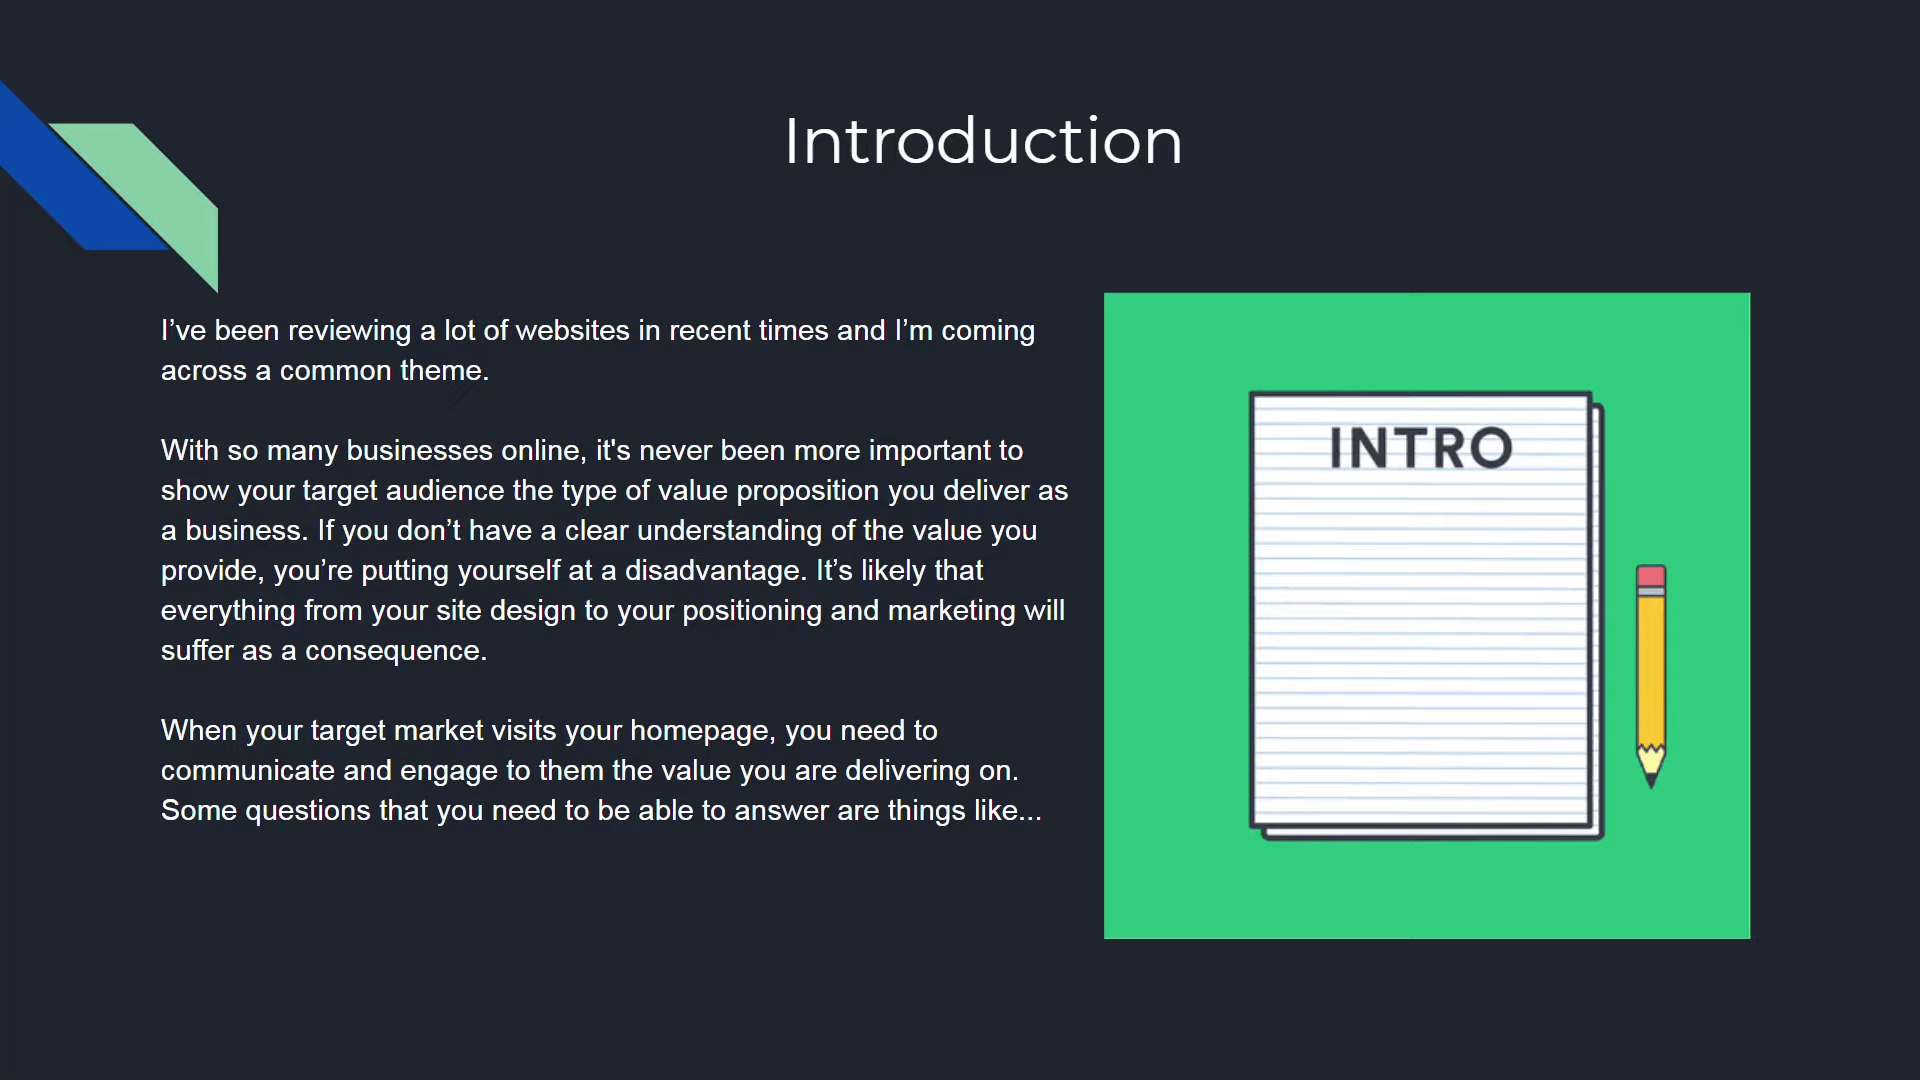 Introduction
I’ve been reviewing a lot of websites in recent times and I’m coming
across a common theme.
With so many businesses online, it's never been more important to
show your target audience the type of value proposition you deliver as
a business. If you don’t have a clear understanding of the value you
provide, you’re putting yourself at a disadvantage. It’s likely that
everything from your site design to your positioning and marketing will
suffer as a consequence.
When your target market visits your homepage, you need to
communicate and engage to them the value you are delivering on.
Some questions that you need to be able to answer are things like...
INTRO